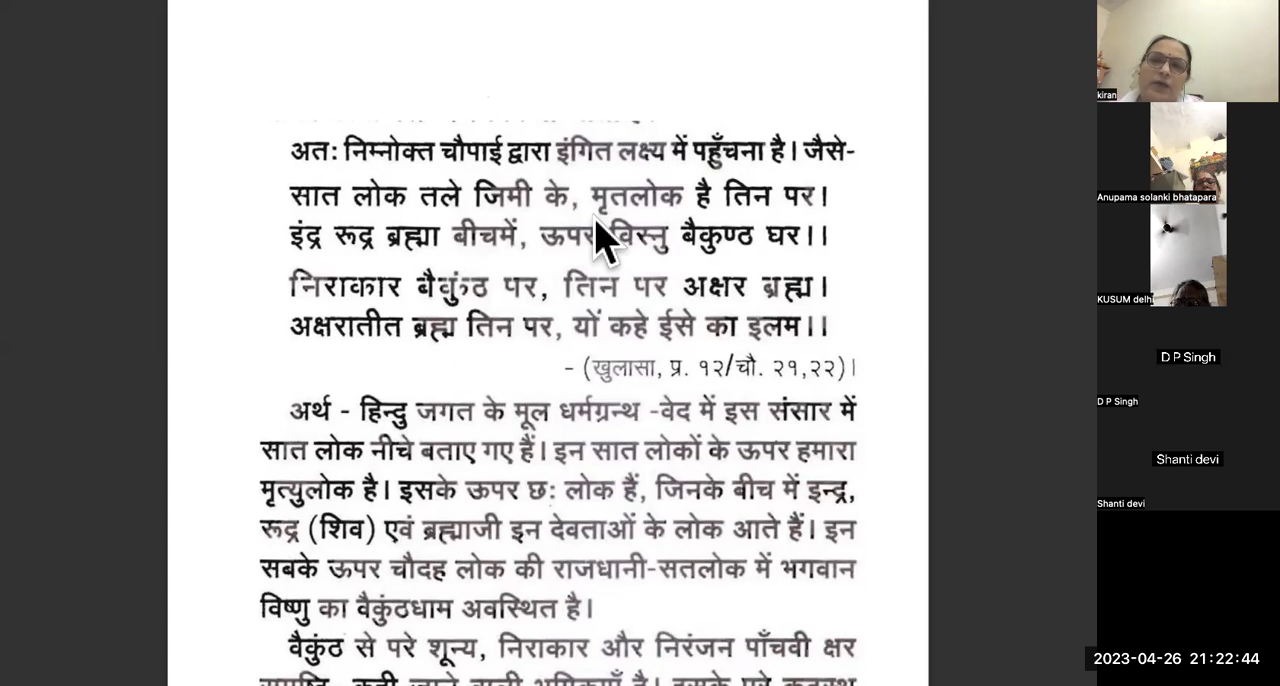 अतः निम्नोक्त चौपाई द्वारा इंगित लक्ष्य में पहुँचना है। जैसे-
सात लोक तले जिमी के, मृतलोक है तिन पर।
इंद्र रूद्र ब्रह्मा बीचमें, ऊपर विस्नु बैकुण्ठ घर।।
निराकार बैकुंठ पर, तिन पर अक्षर ब्रह्म।
अक्षरातीत ब्रह्म तिन पर, यों कहे ईसे का इलम।।
- (खुलासा, प्र. १२/चौ. २१,२२)।
अर्थ - हिन्दु जगत के मूल धर्मग्रन्थ -वेद में इस संसार में
सात लोक नीचे बताए गए हैं। इन सात लोकों के ऊपर हमारा
मृत्युलोक है। इसके ऊपर छः लोक हैं, जिनके बीच में इन्द्र,
रूद्र (शिव) एवं ब्रह्माजी इन देवताओं के लोक आते हैं। इन
सबके ऊपर चौदह लोक की राजधानी-सतलोक में भगवान
विष्णु का वैकुंठधाम अवस्थित है।
वैकुंठ से परे शून्य, निराकार और निरंजन पाँचवी क्षर
kiran
Anupama solanki bhatapara
KUSUM delhi
D P Singh
D P Singh
Shanti devi
Shanti devi
2023-04-26 21:22:44